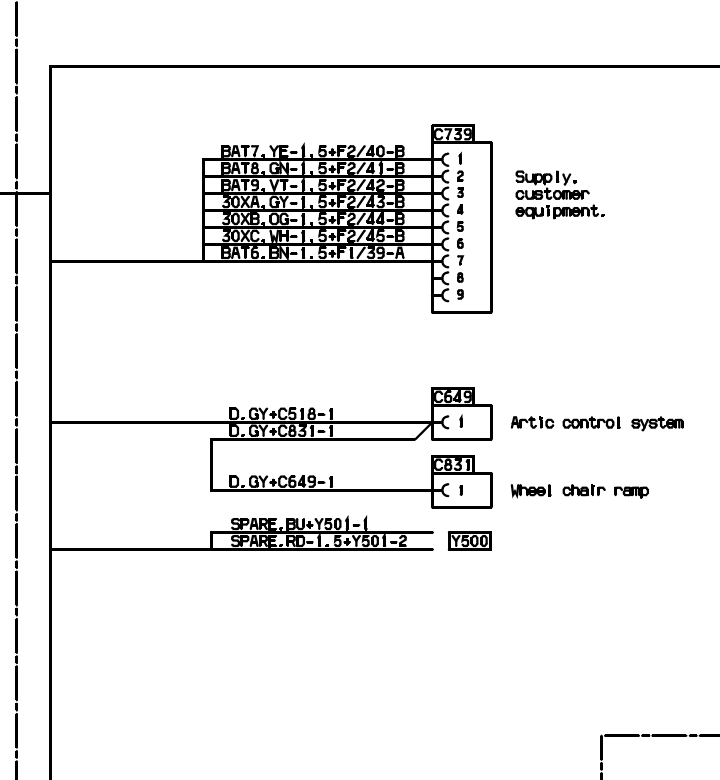 C739
BAT7.YE-1.5+F2/40-B 1
BAT8.GN-1.5+F2/41-B 2
BAT9.VT-1.5+F2/42-B 3
30XA.GY-1.5+F2/43-B 4
30XB.OG-1.5+F2/44-B 5
30XC.WH-1.5+F2/45-B 6
BAT6.BN-1.5+F1/39-A 7
8
9
Supply,
customer
equipment.
C649
D.GY+C518-1 1 Artic control system
D.GY+C831-1
C831
D.GY+C649-1 1 Wheel chair ramp
SPARE.BU+Y501-1
SPARE.RD-1.5+Y501-2 Y500